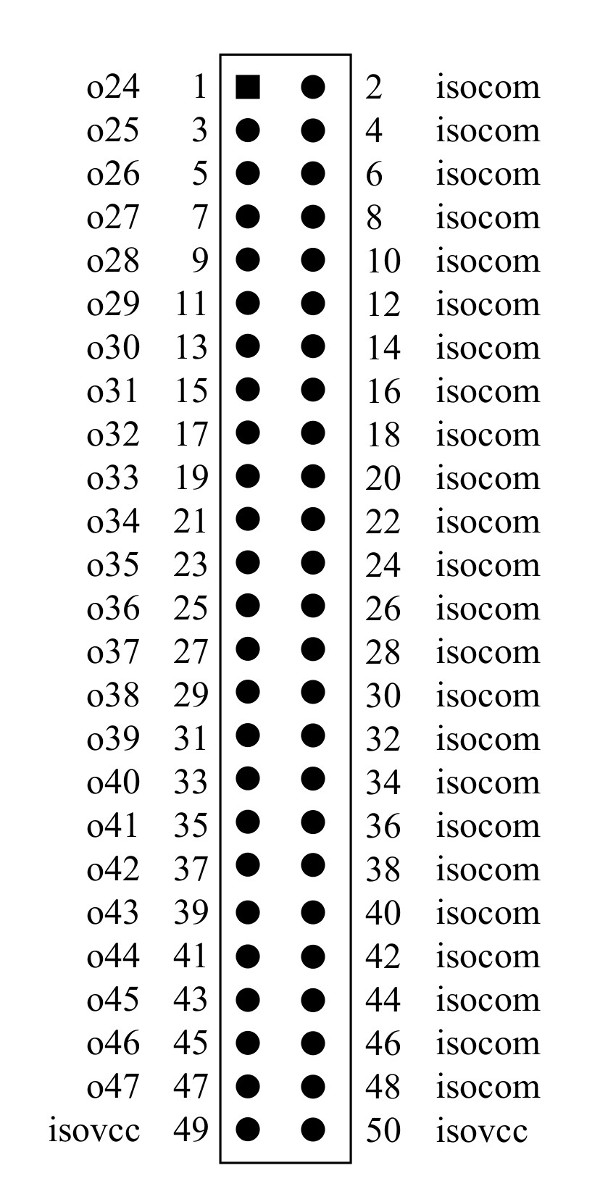 o24 1 2 isocom
o25 3 4 isocom
o26 5 6 isocom
o27 7 8 isocom
o28 9 10 isocom
o29 11 12 isocom
o30 13 14 isocom
o31 15 16 isocom
o32 17 18 isocom
o33 19 20 isocom
o34 21 22 isocom
o35 23 24 isocom
o36 25 26 isocom
o37 27 28 isocom
o38 29 30 isocom
o39 31 32 isocom
o40 33 34 isocom
o41 35 36 isocom
o42 37 38 isocom
o43 39 40 isocom
o44 41 42 isocom
o45 43 44 isocom
o46 45 46 isocom
o47 47 48 isocom
isovcc 49 50 isovcc